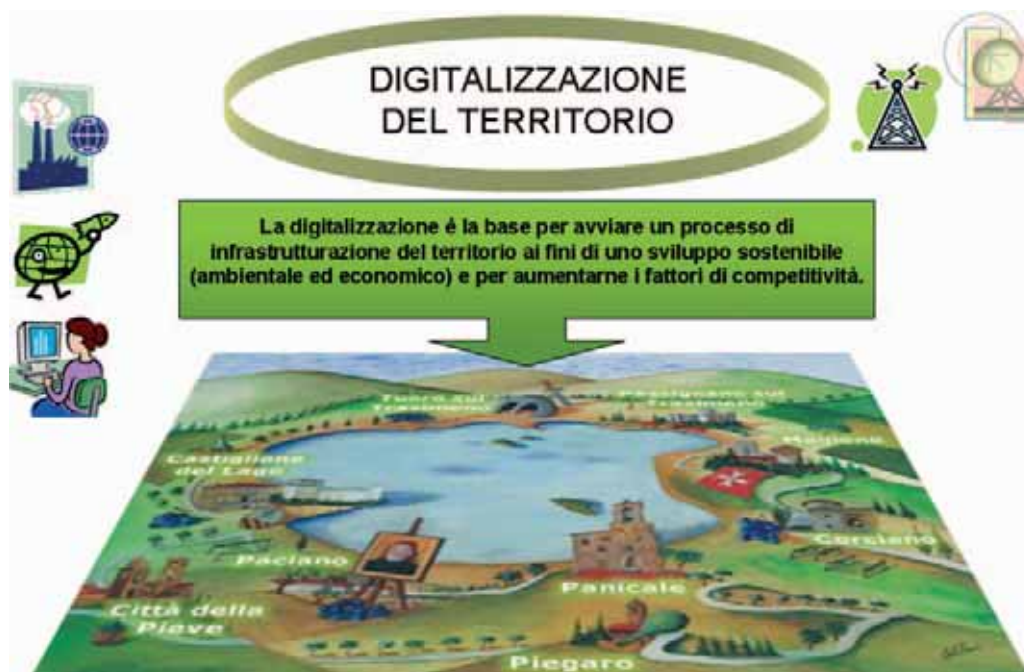 DIGITALIZZAZIONE
DEL TERRITORIO
La digitalizzazione é la base per avviare un processo di
infrastrutturazione del territorio ai fini di uno sviluppo sostenibile
(ambientale ed economico) e per aumentarne i fattori di competitività.
Tuoro sul
Trasimeno
Passignano sul
Trasimeno
Magione
Castiglione
del Lago
Corciano
Paciano
Panicale
Città della
Pieve
Piegaro